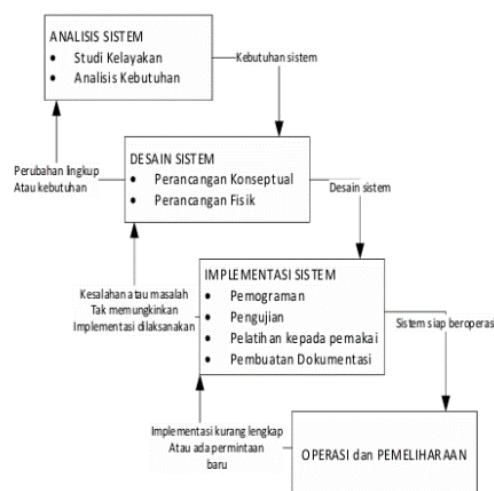 ANALISIS SISTEM
• Studi Kelayakan
• Analisis Kebutuhan
Kebutuhan sistem
Perubahan lingkup
Atau kebutuhan
DESAIN SISTEM
• Perancangan Konseptual
• Perancangan Fisik
Desain sistem
Kesalahan atau masalah
Tak memungkinkan
Implementasi dilaksanakan
IMPLEMENTASI SISTEM
• Pemograman
• Pengujian
• Pelatihan kepada pemakai
• Pembuatan Dokumentasi
Sistem siap beroperasi
Implementasi kurang lengkap
Atau ada permintaan
baru
OPERASI dan PEMELIHARAAN